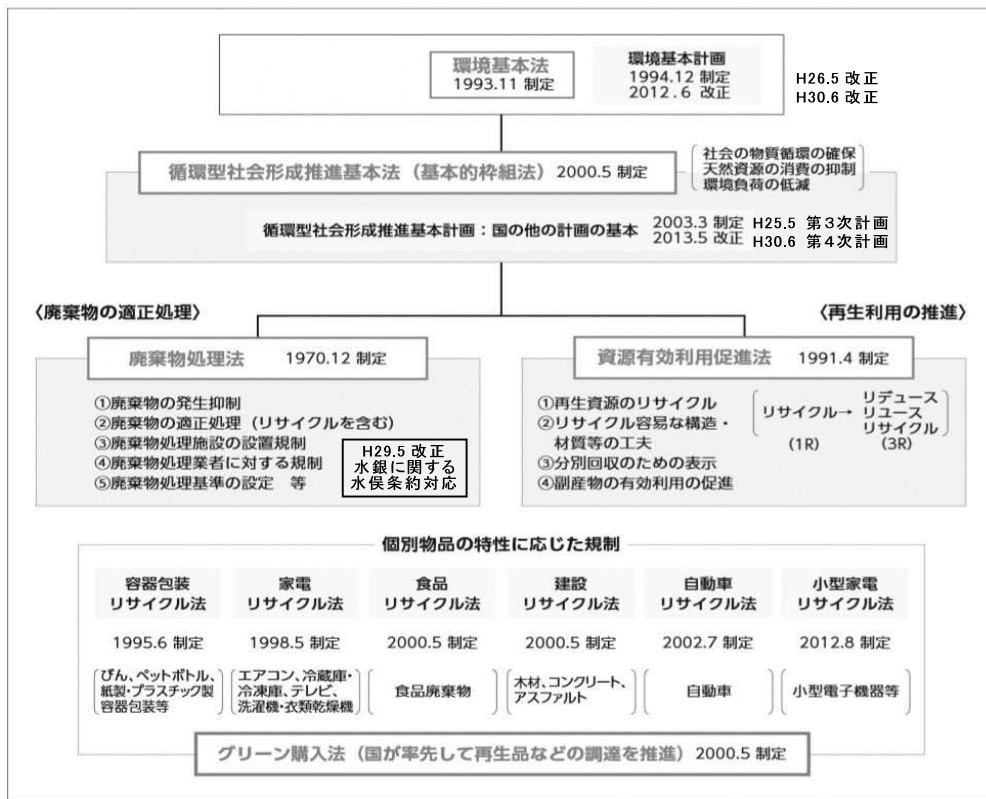 環境基本法
1993.11 制定
環境基本計画
1994.12 制定
2012.6 改正
H26.5 改正
H30.6 改正
循環型社会形成推進基本法（基本的枠組法）2000.5 制定
社会の物質循環の確保
天然資源の消費の抑制
環境負荷の低減
循環型社会形成推進基本計画：国の他の計画の基本
2003.3 制定 H25.5 第３次計画
2013.5 改正 H30.6 第４次計画
〈廃棄物の適正処理〉
〈再生利用の推進〉
廃棄物処理法 1970.12 制定
①廃棄物の発生抑制
②廃棄物の適正処理（リサイクルを含む）
③廃棄物処理施設の設置規制
④廃棄物処理業者に対する規制
⑤廃棄物処理基準の設定 等
H29.5 改正
水銀に関する
水俣条約対応
資源有効利用促進法 1991.4 制定
①再生資源のリサイクル
②リサイクル容易な構造・
材質等の工夫
③分別回収のための表示
④副産物の有効利用の促進
リサイクル→
(1R)
リデュース
リユース
リサイクル
(3R)
個別物品の特性に応じた規制
容器包装
リサイクル法
1995.6 制定
びん、ペットボトル、
紙製・プラスチック製
容器包装等
家電
リサイクル法
1998.5 制定
エアコン、冷蔵庫・
冷凍庫、テレビ、
洗濯機・衣類乾燥機
食品
リサイクル法
2000.5 制定
食品廃棄物
建設
リサイクル法
2000.5 制定
木材、コンクリート、
アスファルト
自動車
リサイクル法
2002.7 制定
自動車
小型家電
リサイクル法
2012.8 制定
小型電子機器等
グリーン購入法（国が率先して再生品などの調達を推進）2000.5 制定